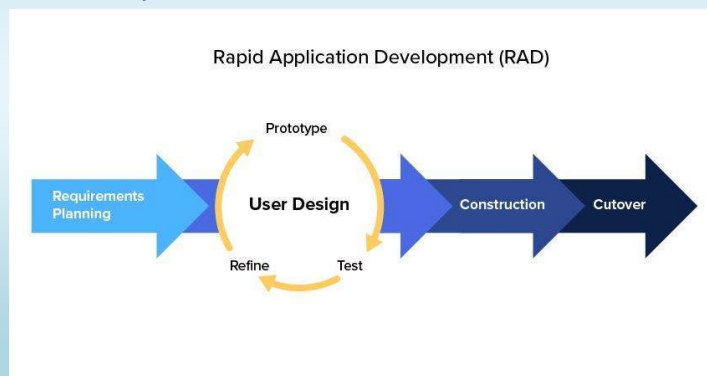 Rapid Application Development (RAD)
Prototype
Requirements
Planning
User Design
Construction
Cutover
Refine
Test